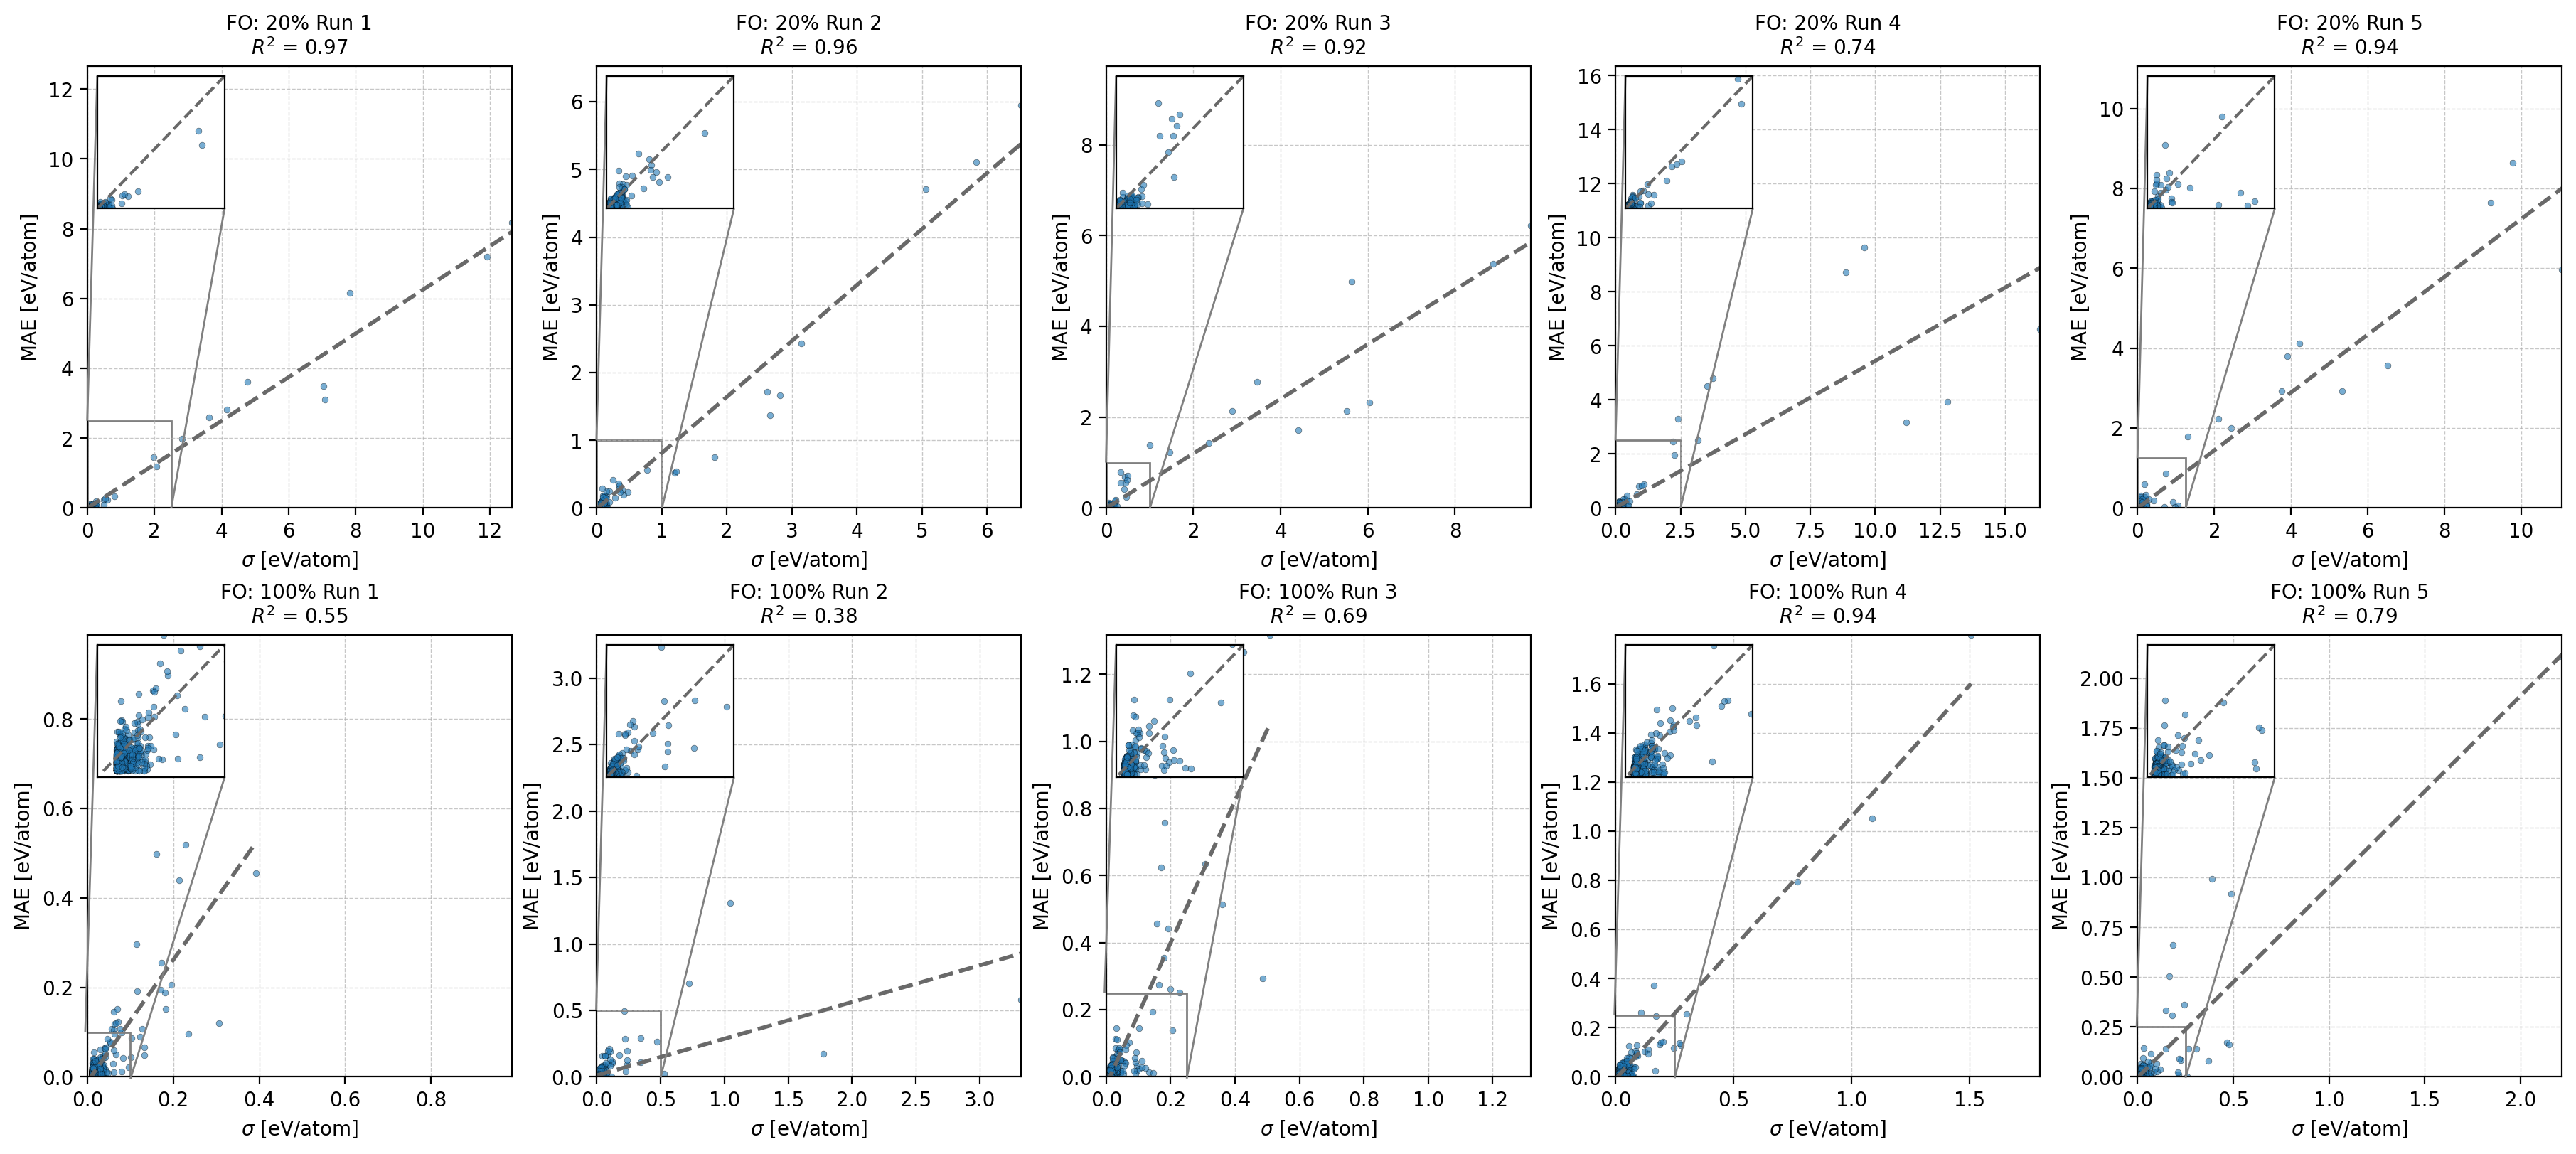 FO: 20% Run 1
R² = 0.97
FO: 20% Run 2
R² = 0.96
FO: 20% Run 3
R² = 0.92
FO: 20% Run 4
R² = 0.74
FO: 20% Run 5
R² = 0.94
MAE [eV/atom]
12
10
8
6
4
2
0
0 2 4 6 8 10 12
σ [eV/atom]
MAE [eV/atom]
6
5
4
3
2
1
0
0 1 2 3 4 5 6
σ [eV/atom]
MAE [eV/atom]
8
6
4
2
0
0 2 4 6 8
σ [eV/atom]
MAE [eV/atom]
16
14
12
10
8
6
4
2
0
0.0 2.5 5.0 7.5 10.0 12.5 15.0
σ [eV/atom]
MAE [eV/atom]
10
8
6
4
2
0
0 2 4 6 8 10
σ [eV/atom]
FO: 100% Run 1
R² = 0.55
FO: 100% Run 2
R² = 0.38
FO: 100% Run 3
R² = 0.69
FO: 100% Run 4
R² = 0.94
FO: 100% Run 5
R² = 0.79
MAE [eV/atom]
0.8
0.6
0.4
0.2
0.0
0.0 0.2 0.4 0.6 0.8
σ [eV/atom]
MAE [eV/atom]
3.0
2.5
2.0
1.5
1.0
0.5
0.0
0.0 0.5 1.0 1.5 2.0 2.5 3.0
σ [eV/atom]
MAE [eV/atom]
1.2
1.0
0.8
0.6
0.4
0.2
0.0
0.0 0.2 0.4 0.6 0.8 1.0 1.2
σ [eV/atom]
MAE [eV/atom]
1.6
1.4
1.2
1.0
0.8
0.6
0.4
0.2
0.0
0.0 0.5 1.0 1.5
σ [eV/atom]
MAE [eV/atom]
2.00
1.75
1.50
1.25
1.00
0.75
0.50
0.25
0.00
0.0 0.5 1.0 1.5 2.0
σ [eV/atom]